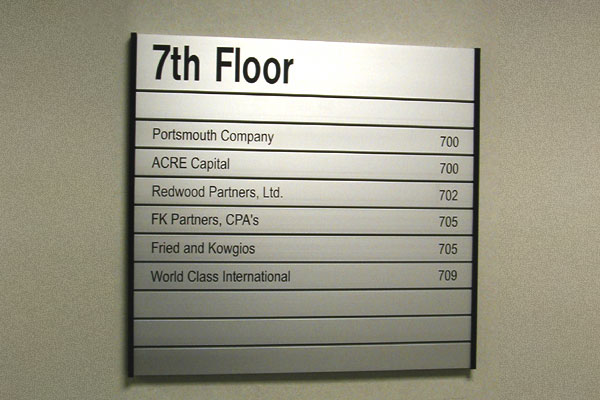 7th Floor
Portsmouth Company 700
ACRE Capital 700
Redwood Partners, Ltd. 702
FK Partners, CPA's 705
Fried and Kowgios 705
World Class International 709